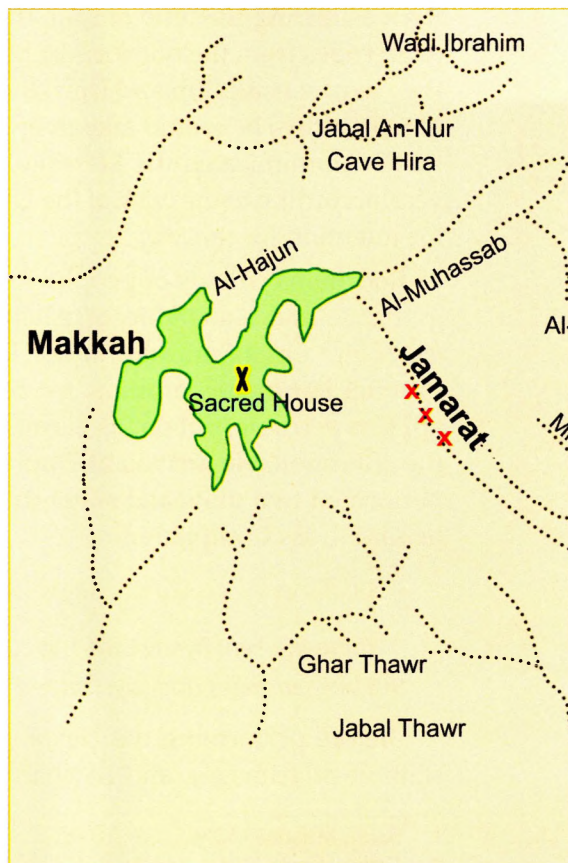 Wadi Ibrahim
Jabal An-Nur
Cave Hira
Al-Hajun
Al-Muhassab
Makkah
Al-
Jamarat
Sacred House
Ghar Thawr
Jabal Thawr